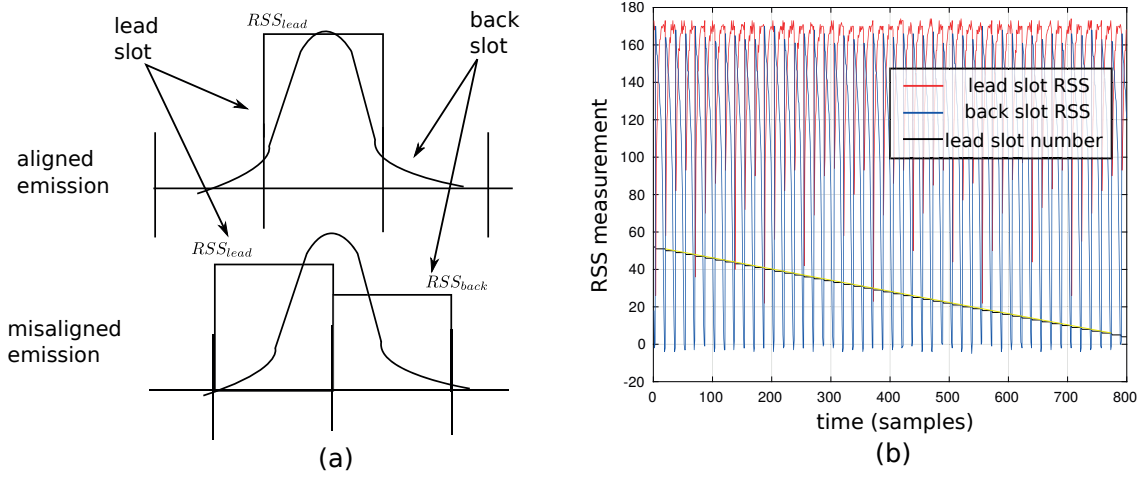 lead
slot
RSS_lead
back
slot
aligned
emission
RSS_lead
RSS_back
misaligned
emission
(a)
180
160
140
120
100
80
60
40
20
0
-20
RSS measurement
lead slot RSS
back slot RSS
lead slot number
0 100 200 300 400 500 600 700 800
time (samples)
(b)